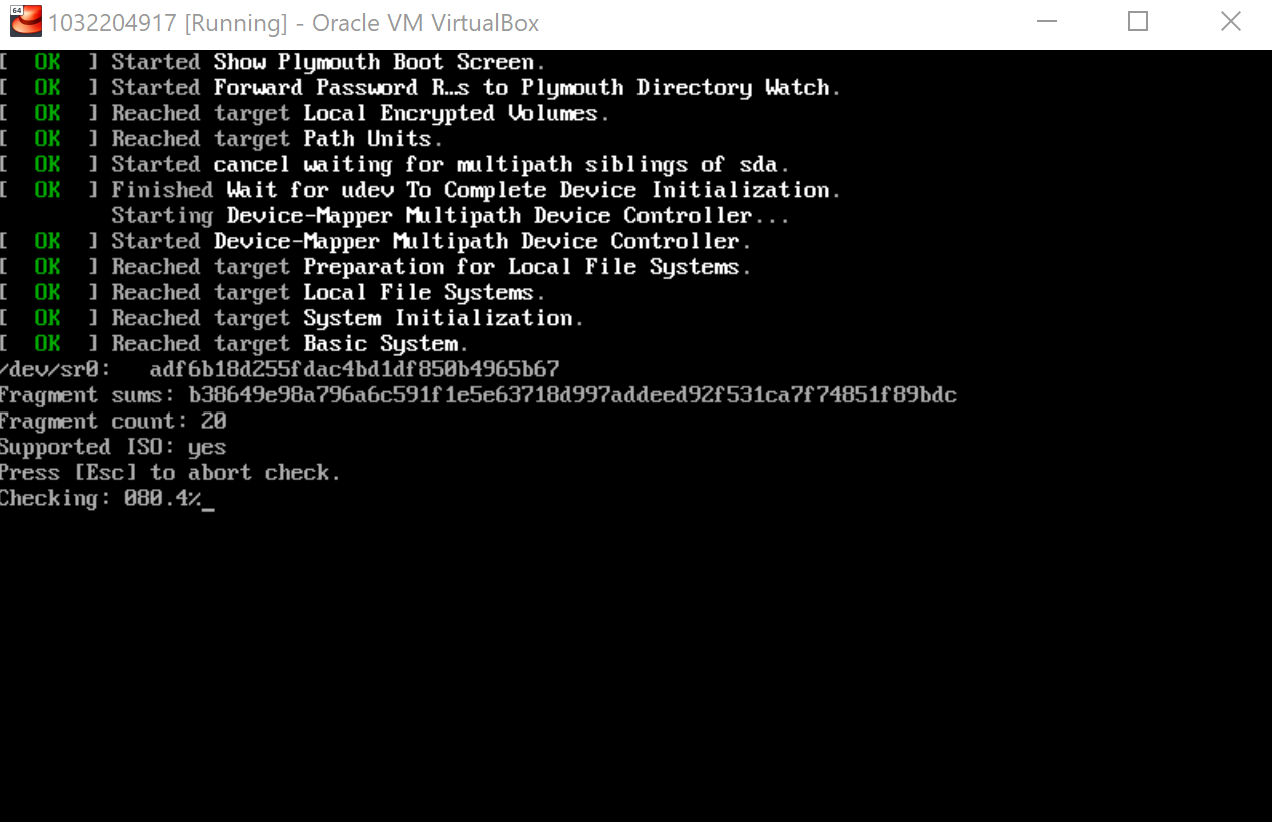 64
1032204917 [Running] - Oracle VM VirtualBox
[  OK  ] Started Show Plymouth Boot Screen.
[  OK  ] Started Forward Password R…s to Plymouth Directory Watch.
[  OK  ] Reached target Local Encrypted Volumes.
[  OK  ] Reached target Path Units.
[  OK  ] Started cancel waiting for multipath siblings of sda.
[  OK  ] Finished Wait for udev To Complete Device Initialization.
Starting Device-Mapper Multipath Device Controller...
[  OK  ] Started Device-Mapper Multipath Device Controller.
[  OK  ] Reached target Preparation for Local File Systems.
[  OK  ] Reached target Local File Systems.
[  OK  ] Reached target System Initialization.
[  OK  ] Reached target Basic System.
/dev/sr0:   adf6b18d255fdac4bd1df850b4965b67
Fragment sums: b38649e98a796a6c591f1e5e63718d997addeed92f531ca7f74851f89bdc
Fragment count: 20
Supported ISO: yes
Press [Esc] to abort check.
Checking: 080.4%_